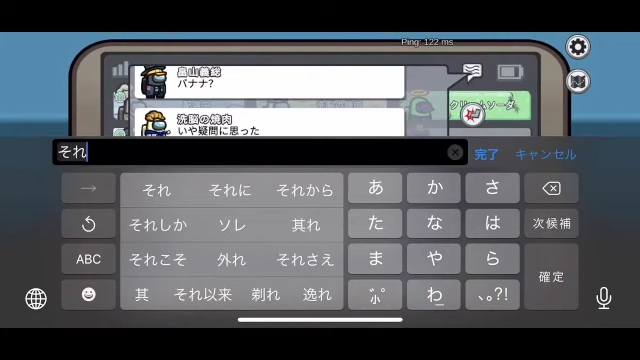 Ping: 122 ms
畠山義総
バナナ?
クリームソーダ
洗脳の焼肉
いや疑問に思った
それ
完了 キャンセル
→ それ それに それから あ か さ
それしか ソレ 其れ た な は 次候補
ABC それこそ 外れ それさえ ま や ら
確定
其 それ以来 剃れ 逸れ 小 わ 、。?!